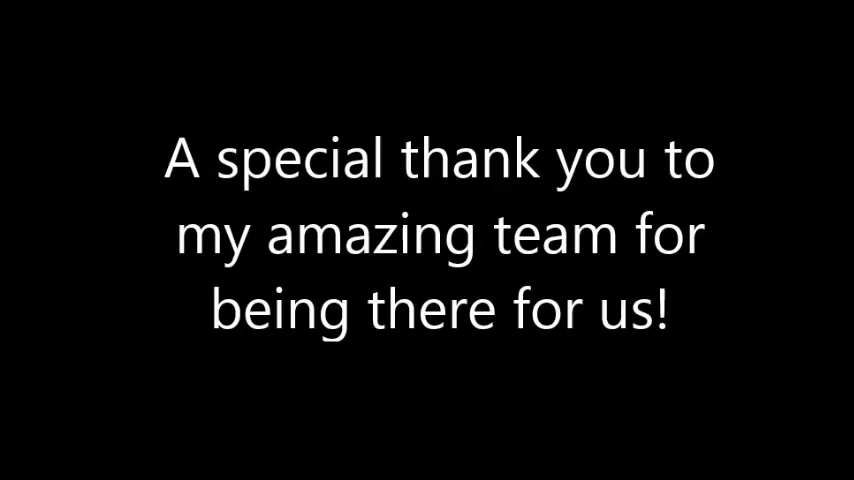 A special thank you to
my amazing team for
being there for us!